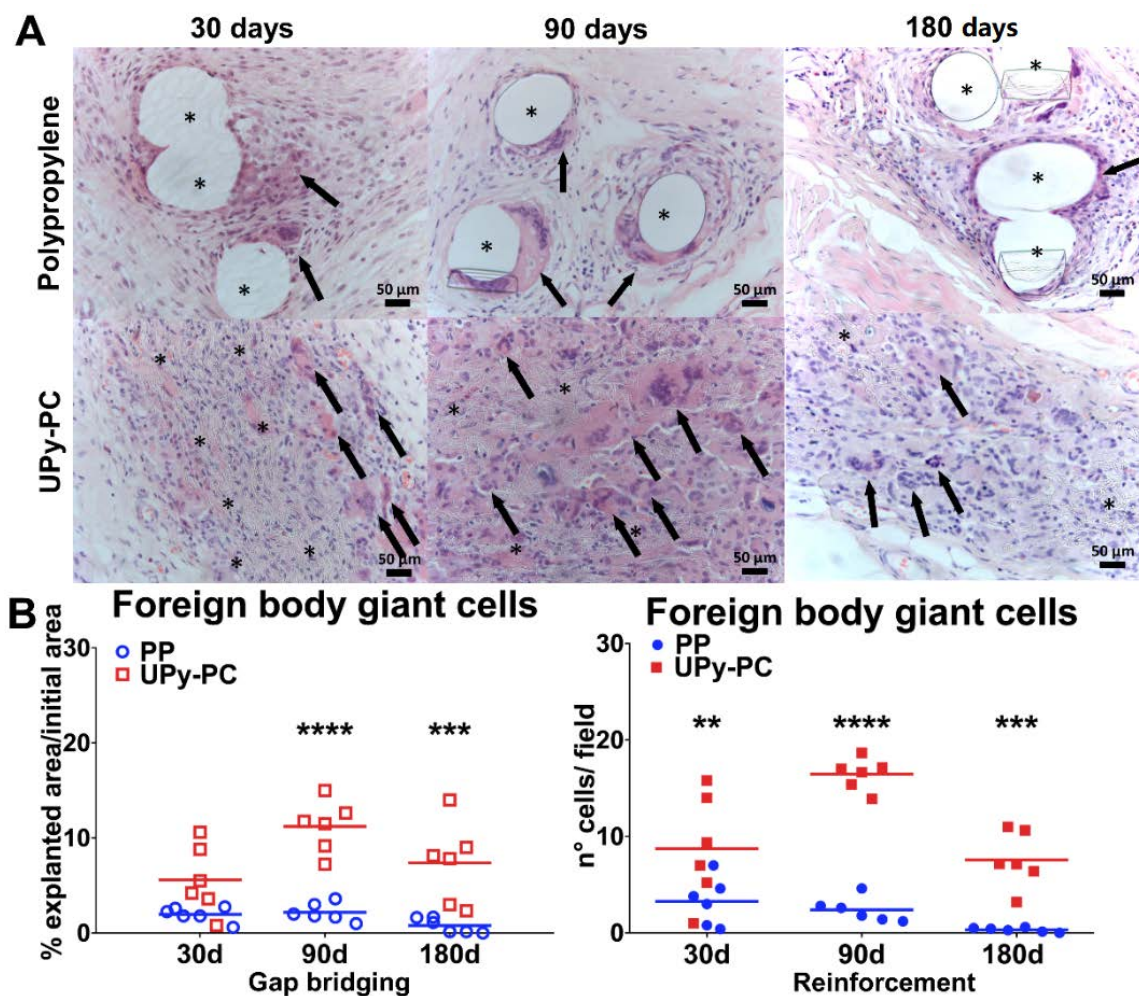 A
30 days 90 days 180 days
Polypropylene
* * * * * * * * * *
50 µm 50 µm 50 µm
UPy-PC
* * * * * * * * * * * * *
50 µm 50 µm 50 µm
B
Foreign body giant cells
% explanted area/initial area
30
20
10
0
PP
UPy-PC
**** ***
30d 90d 180d
Gap bridging
Foreign body giant cells
n° cells/ field
30
20
10
0
PP
UPy-PC
** **** ***
30d 90d 180d
Reinforcement